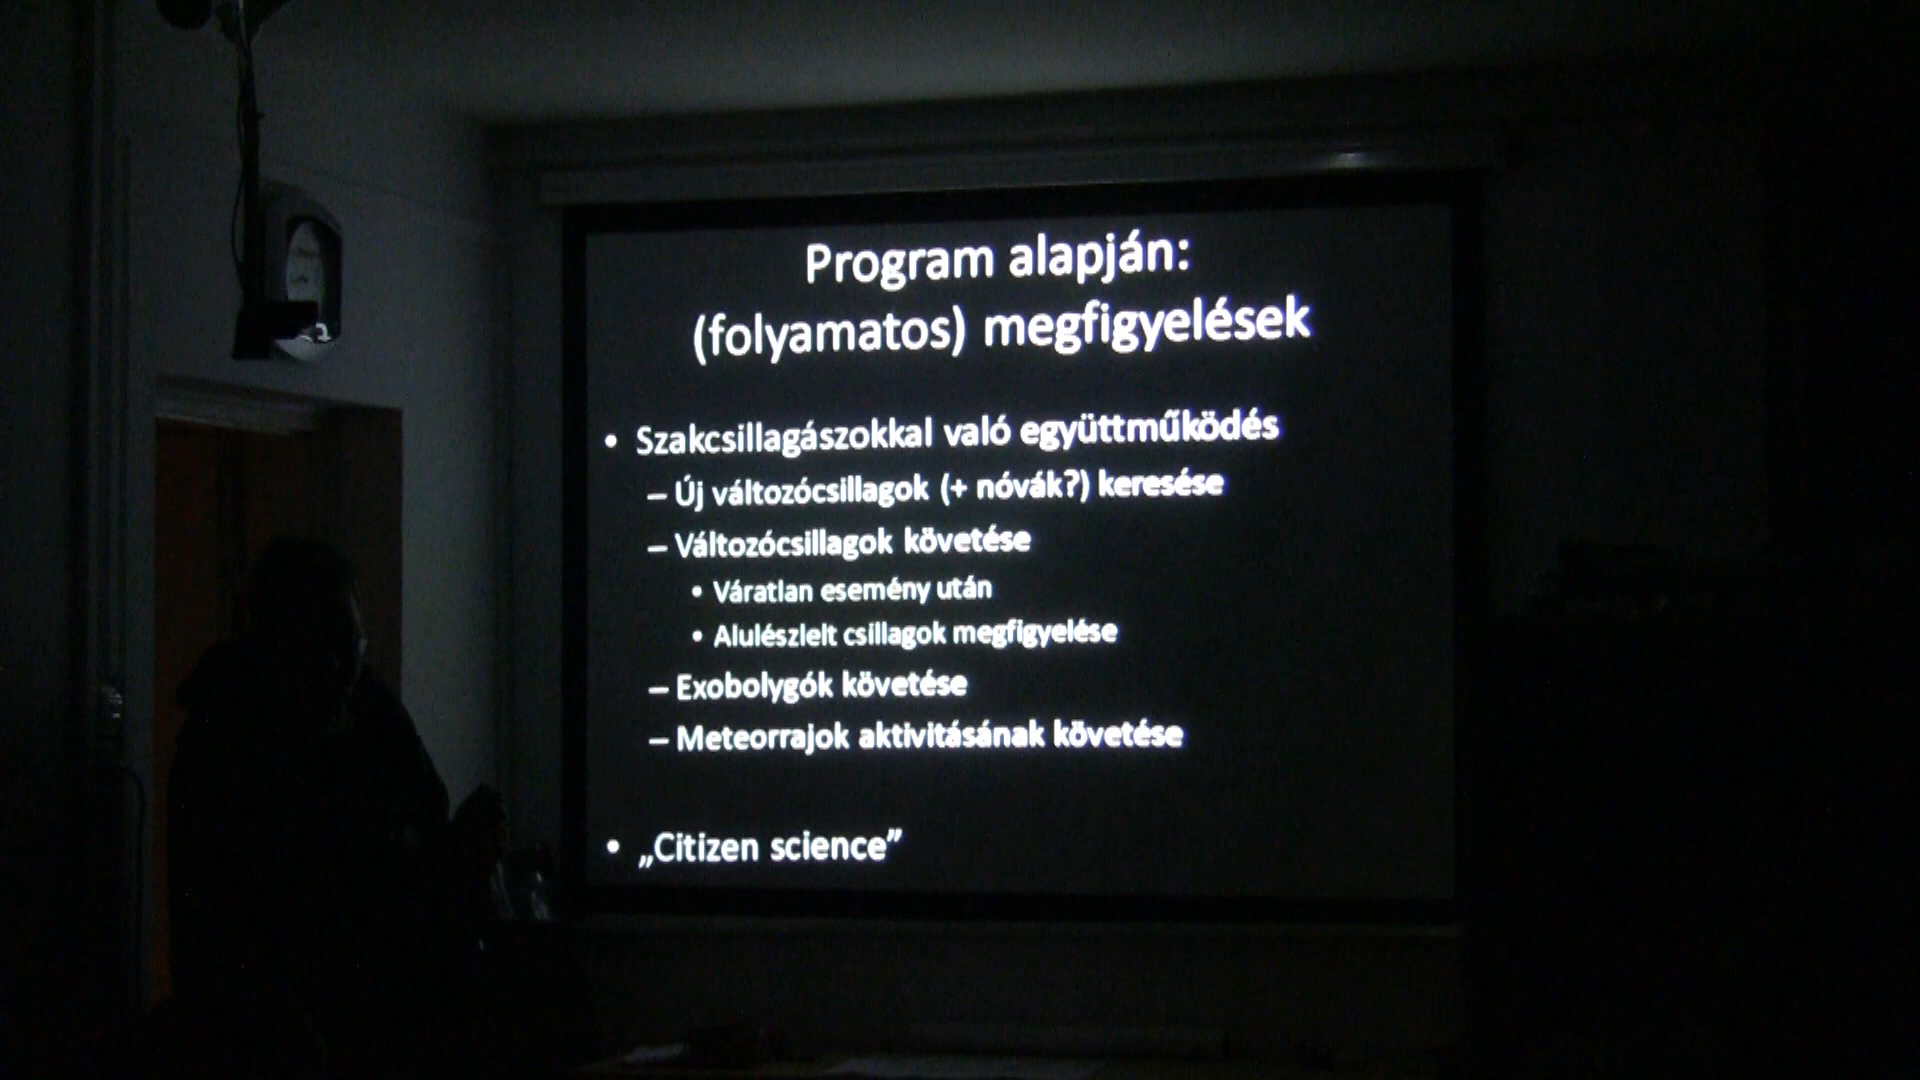 Program alapján:
(folyamatos) megfigyelések
• Szakcsillagászokkal való együttműködés
– Új változócsillagok (+ nóvák?) keresése
– Változócsillagok követése
• Váratlan esemény után
• Alulészlelt csillagok megfigyelése
– Exobolygók követése
– Meteorrajok aktivitásának követése
• „Citizen science”